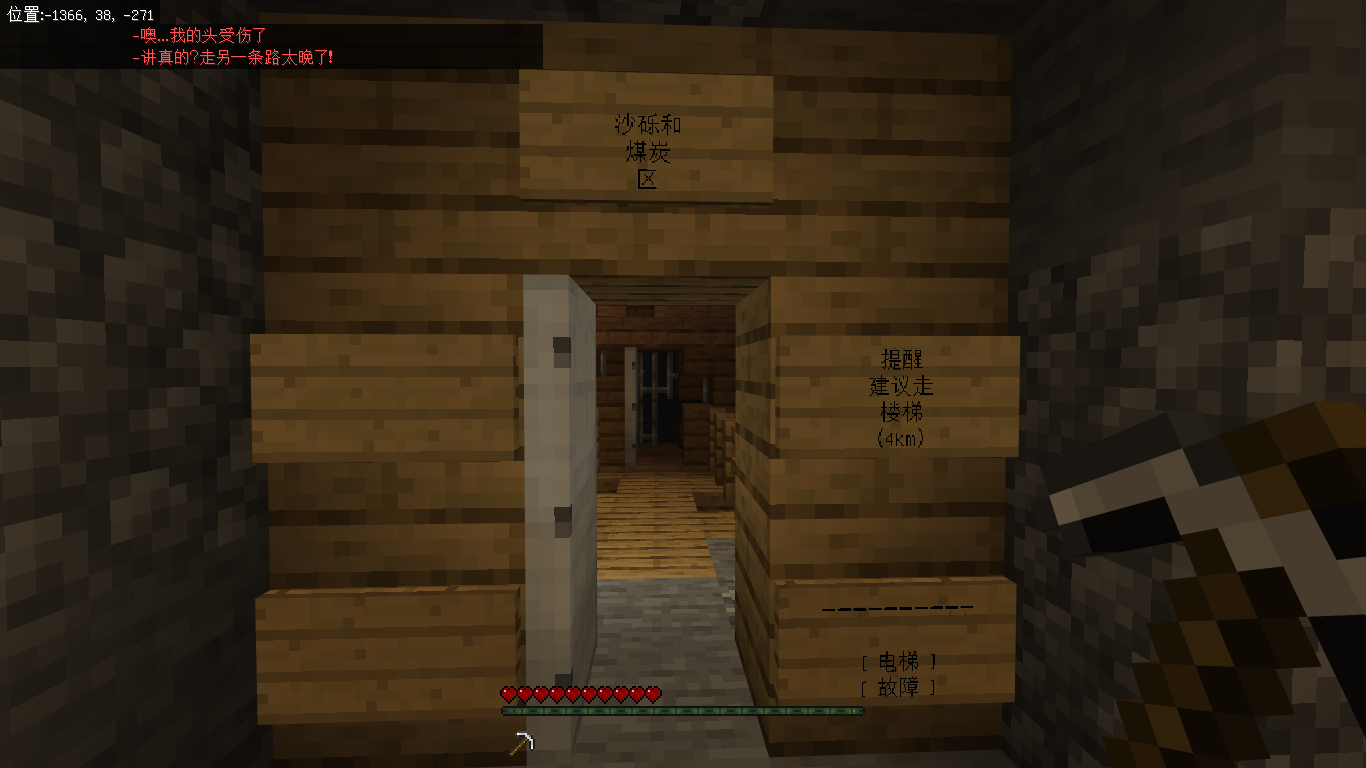 位置:-1366, 38, -271
-噢...我的头受伤了
-讲真的?走另一条路太晚了!
沙砾和
煤炭
区
提醒
建议走
楼梯
(4km)
----------
[ 电梯 ]
[ 故障 ]